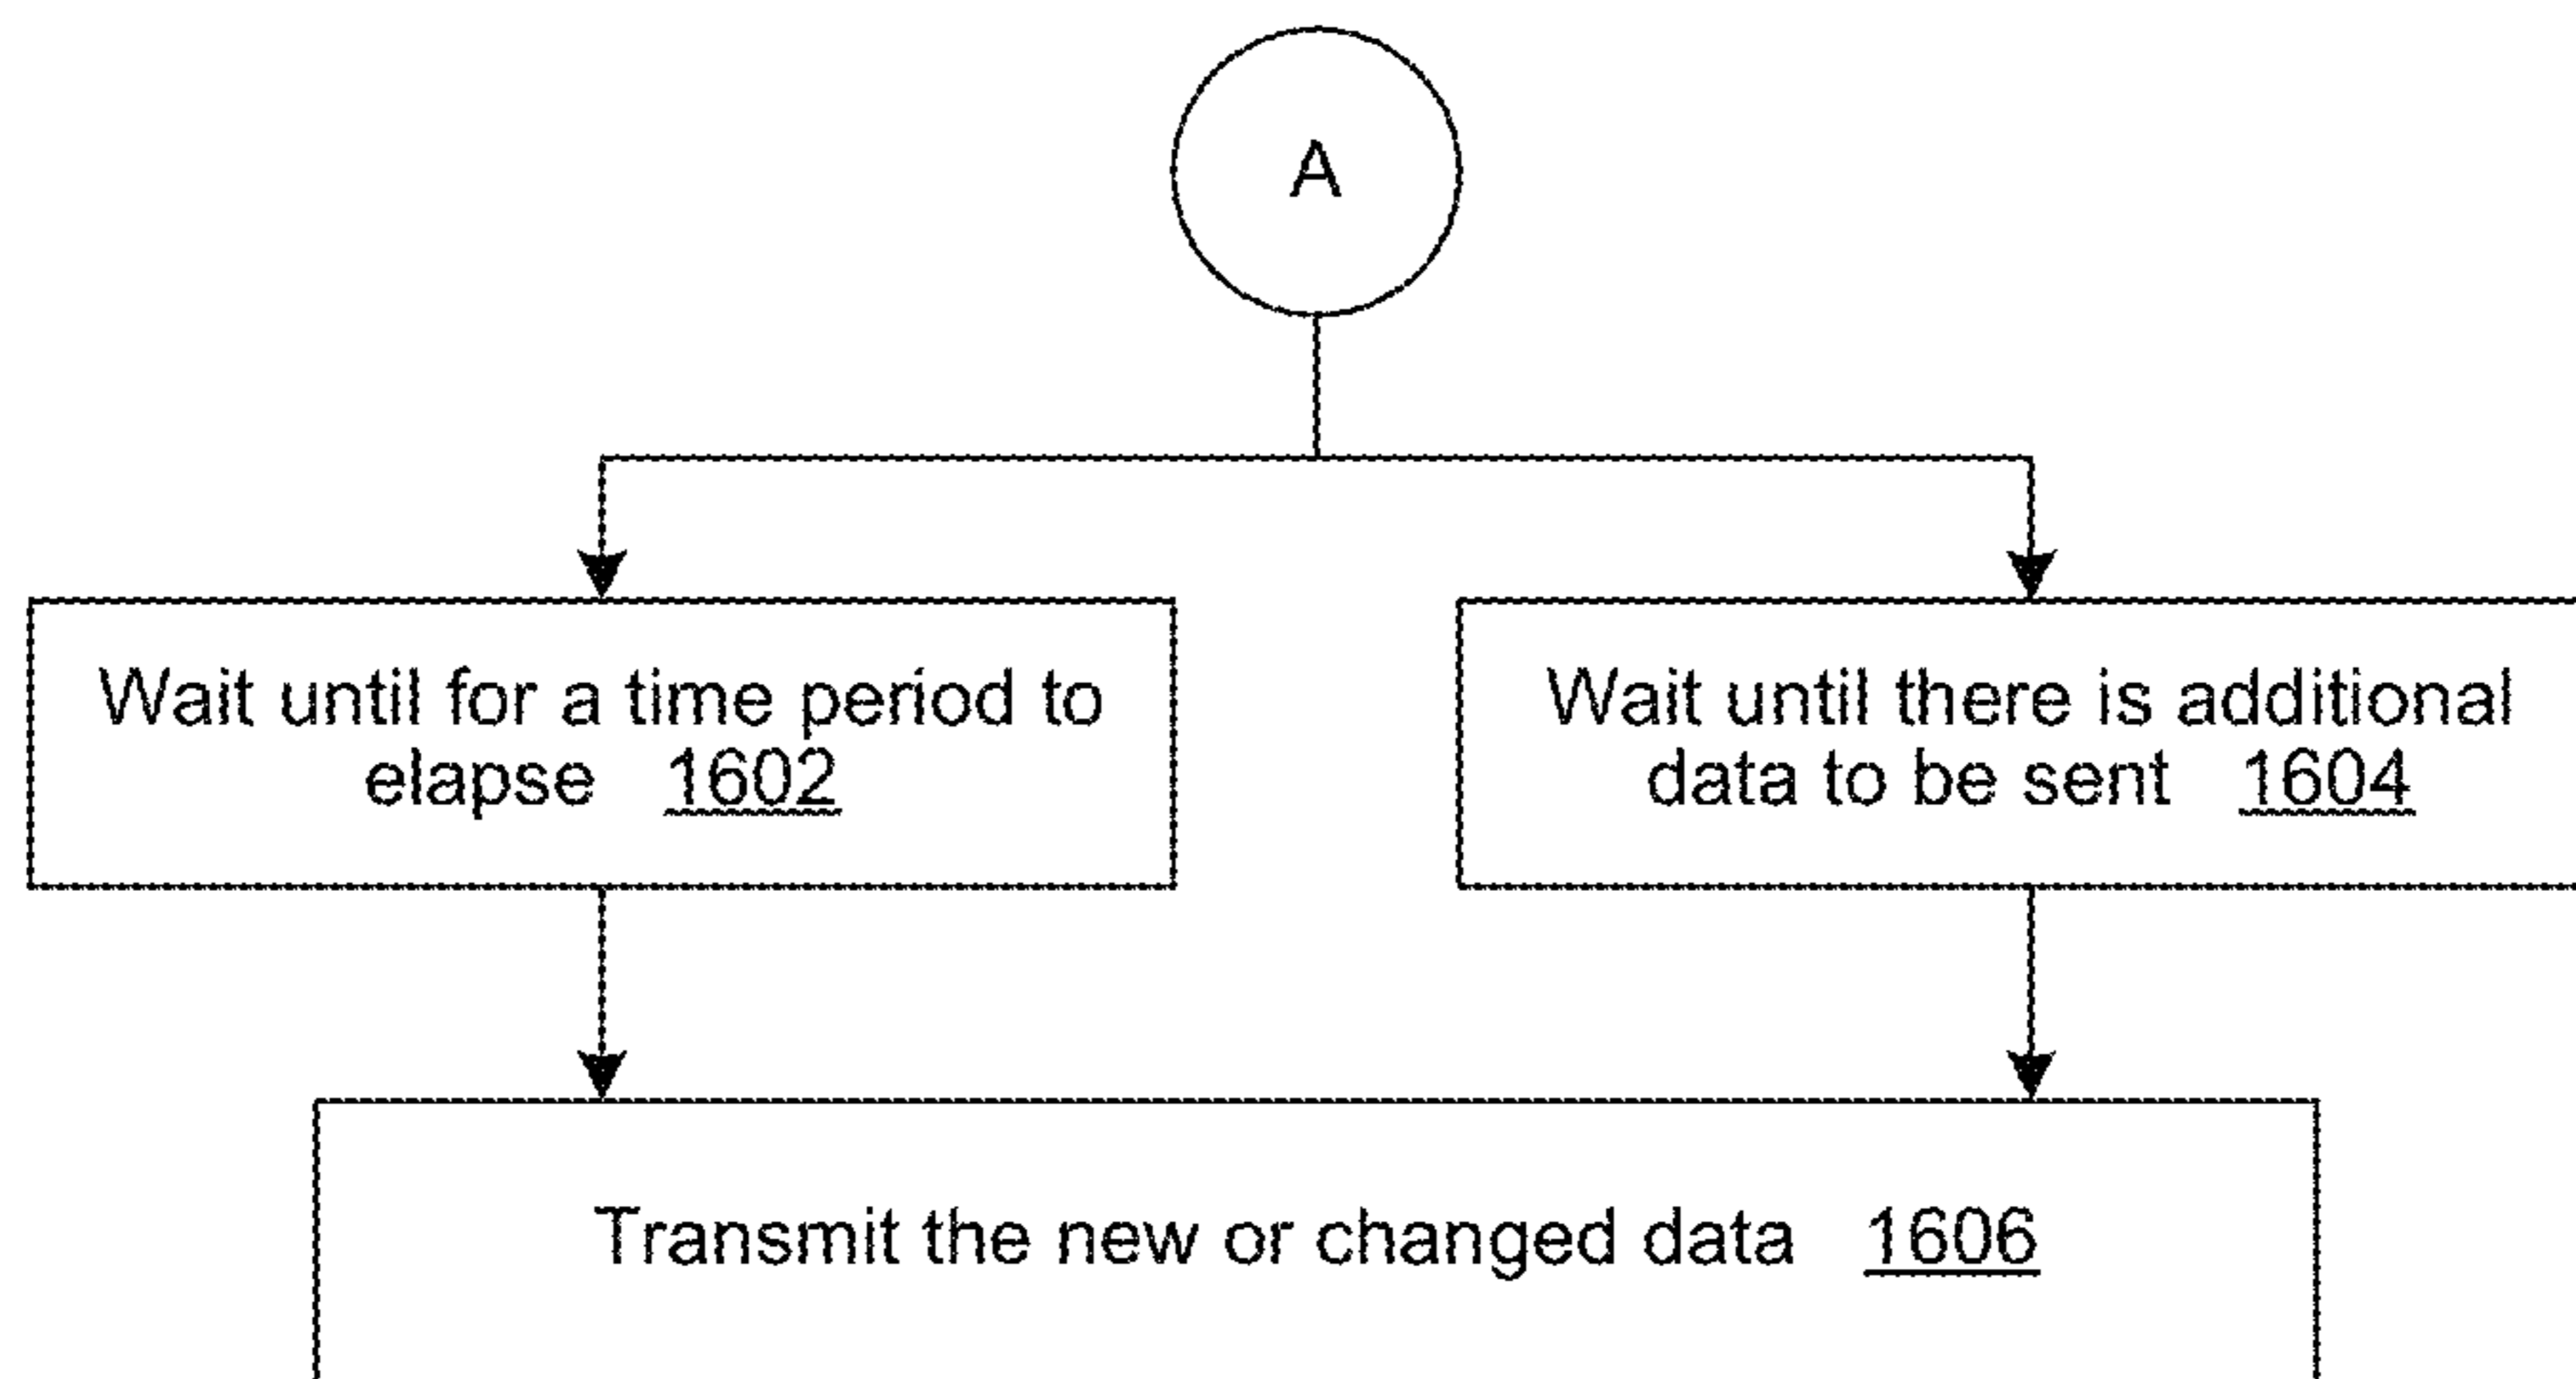 A
Wait until for a time period to
elapse 1602
Wait until there is additional
data to be sent 1604
Transmit the new or changed data 1606